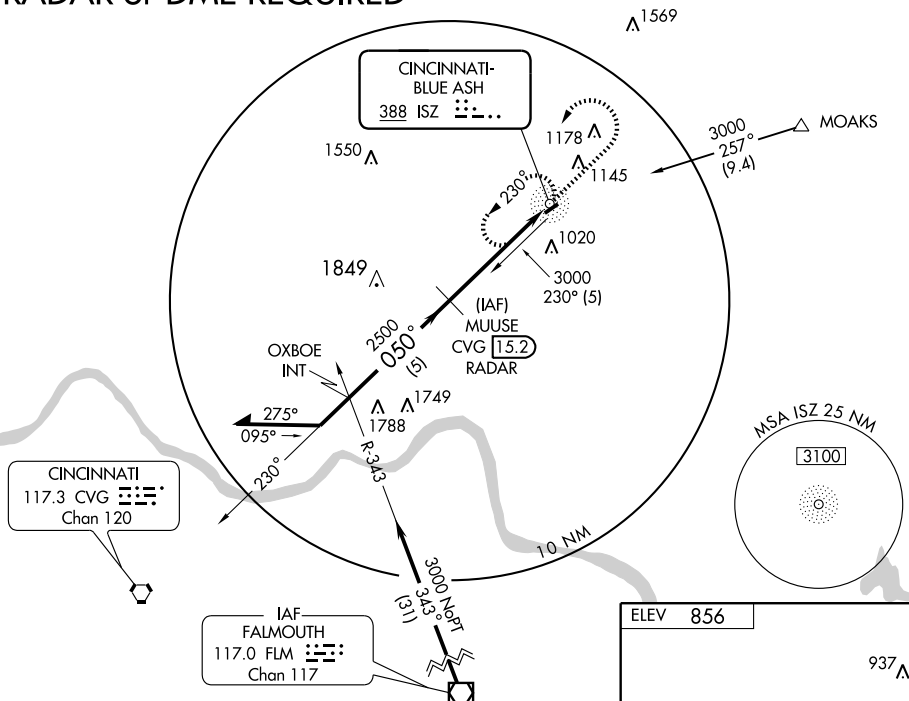 RADAR or DME REQUIRED
1569
CINCINNATI-
BLUE ASH
388 ISZ
MOAKS
3000
257°
(9.4)
1178
1145
1550
230°
1020
3000
230° (5)
1849
(IAF)
MUUSE
CVG 15.2
RADAR
2500
050°
(5)
OXBOE
INT
1749
1788
275°
095°
230°
R-343
MSA ISZ 25 NM
3100
CINCINNATI
117.3 CVG
Chan 120
10 NM
3000 NoPT
343°
(31)
IAF
FALMOUTH
117.0 FLM
Chan 117
ELEV 856
937